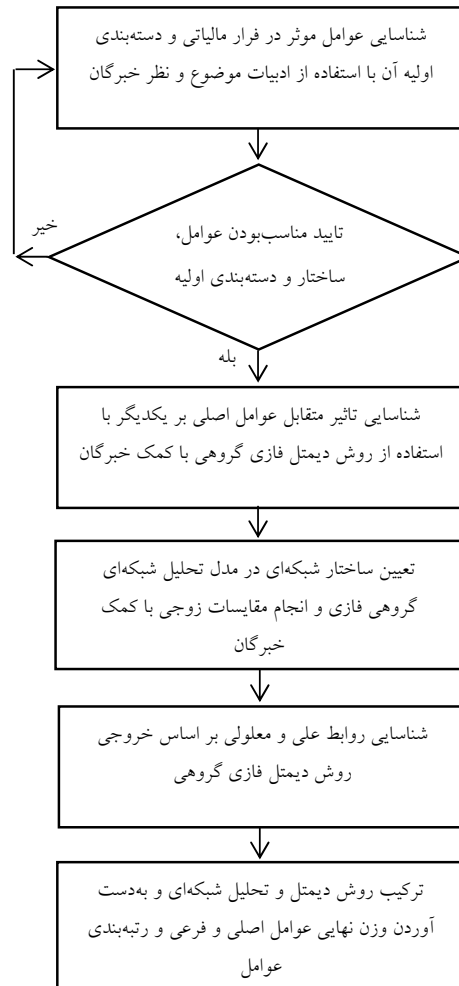 شناسایی عوامل موثر در فرار مالیاتی و دسته‌بندی
اولیه آن با استفاده از ادبیات موضوع و نظر خبرگان
خیر
تایید مناسب‌بودن عوامل،
ساختار و دسته‌بندی اولیه
بله
شناسایی تاثیر متقابل عوامل اصلی بر یکدیگر با
استفاده از روش دیمتل فازی گروهی با کمک خبرگان
تعیین ساختار شبکه‌ای در مدل تحلیل شبکه‌ای
گروهی فازی و انجام مقایسات زوجی با کمک
خبرگان
شناسایی روابط علی و معلولی بر اساس خروجی
روش دیمتل فازی گروهی
ترکیب روش دیمتل و تحلیل شبکه‌ای و به‌دست
آوردن وزن نهایی عوامل اصلی و فرعی و رتبه‌بندی
عوامل